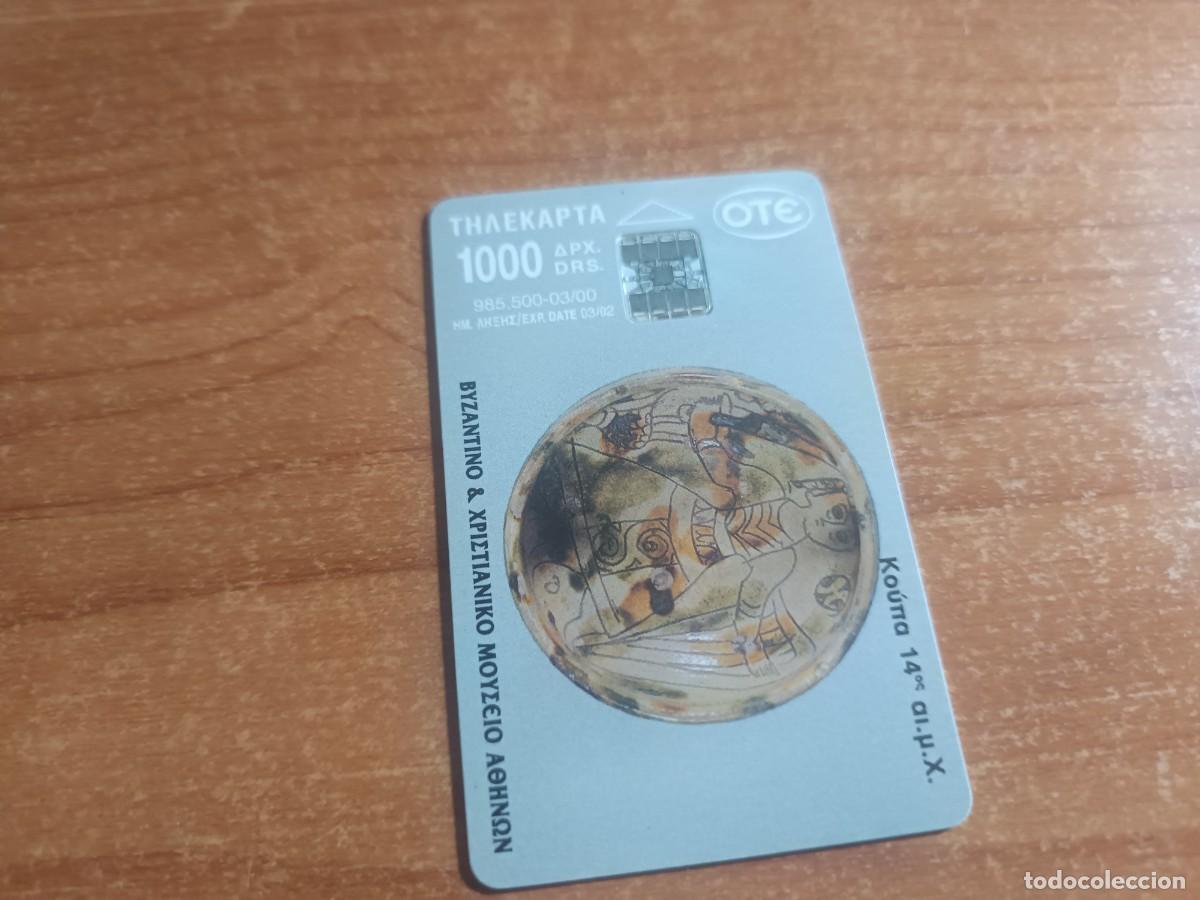 ΤΗΛΕΚΑΡΤΑ
OTE
1000 ΔΡΧ. DRS.
985.500-03/00
ΗΜ. ΛΗΞΗΣ/EXP. DATE 03/02
ΒΥΖΑΝΤΙΝΟ & ΧΡΙΣΤΙΑΝΙΚΟ ΜΟΥΣΕΙΟ ΑΘΗΝΩΝ
Κούπα 14ος αι.μ.Χ.
todocoleccion